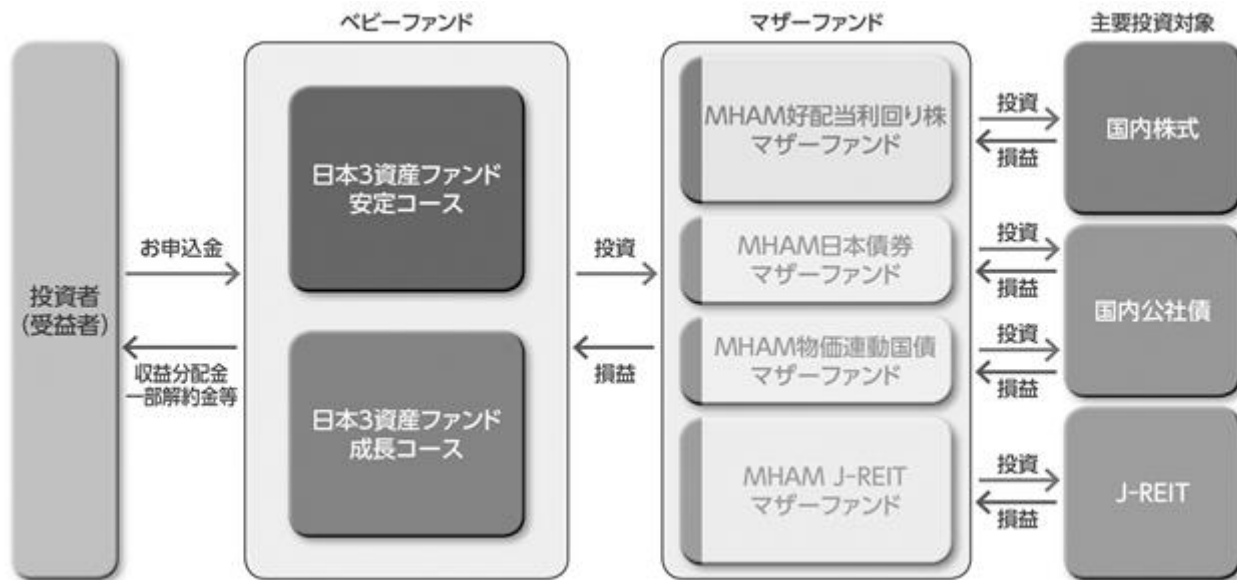 ベビーファンド
マザーファンド
主要投資対象
投資者
(受益者)
お申込金
収益分配金
一部解約金等
日本3資産ファンド
安定コース
日本3資産ファンド
成長コース
投資
損益
MHAM好配当利回り株
マザーファンド
MHAM日本債券
マザーファンド
MHAM物価連動国債
マザーファンド
MHAM J-REIT
マザーファンド
投資
損益
投資
損益
投資
損益
投資
損益
国内株式
国内公社債
J-REIT